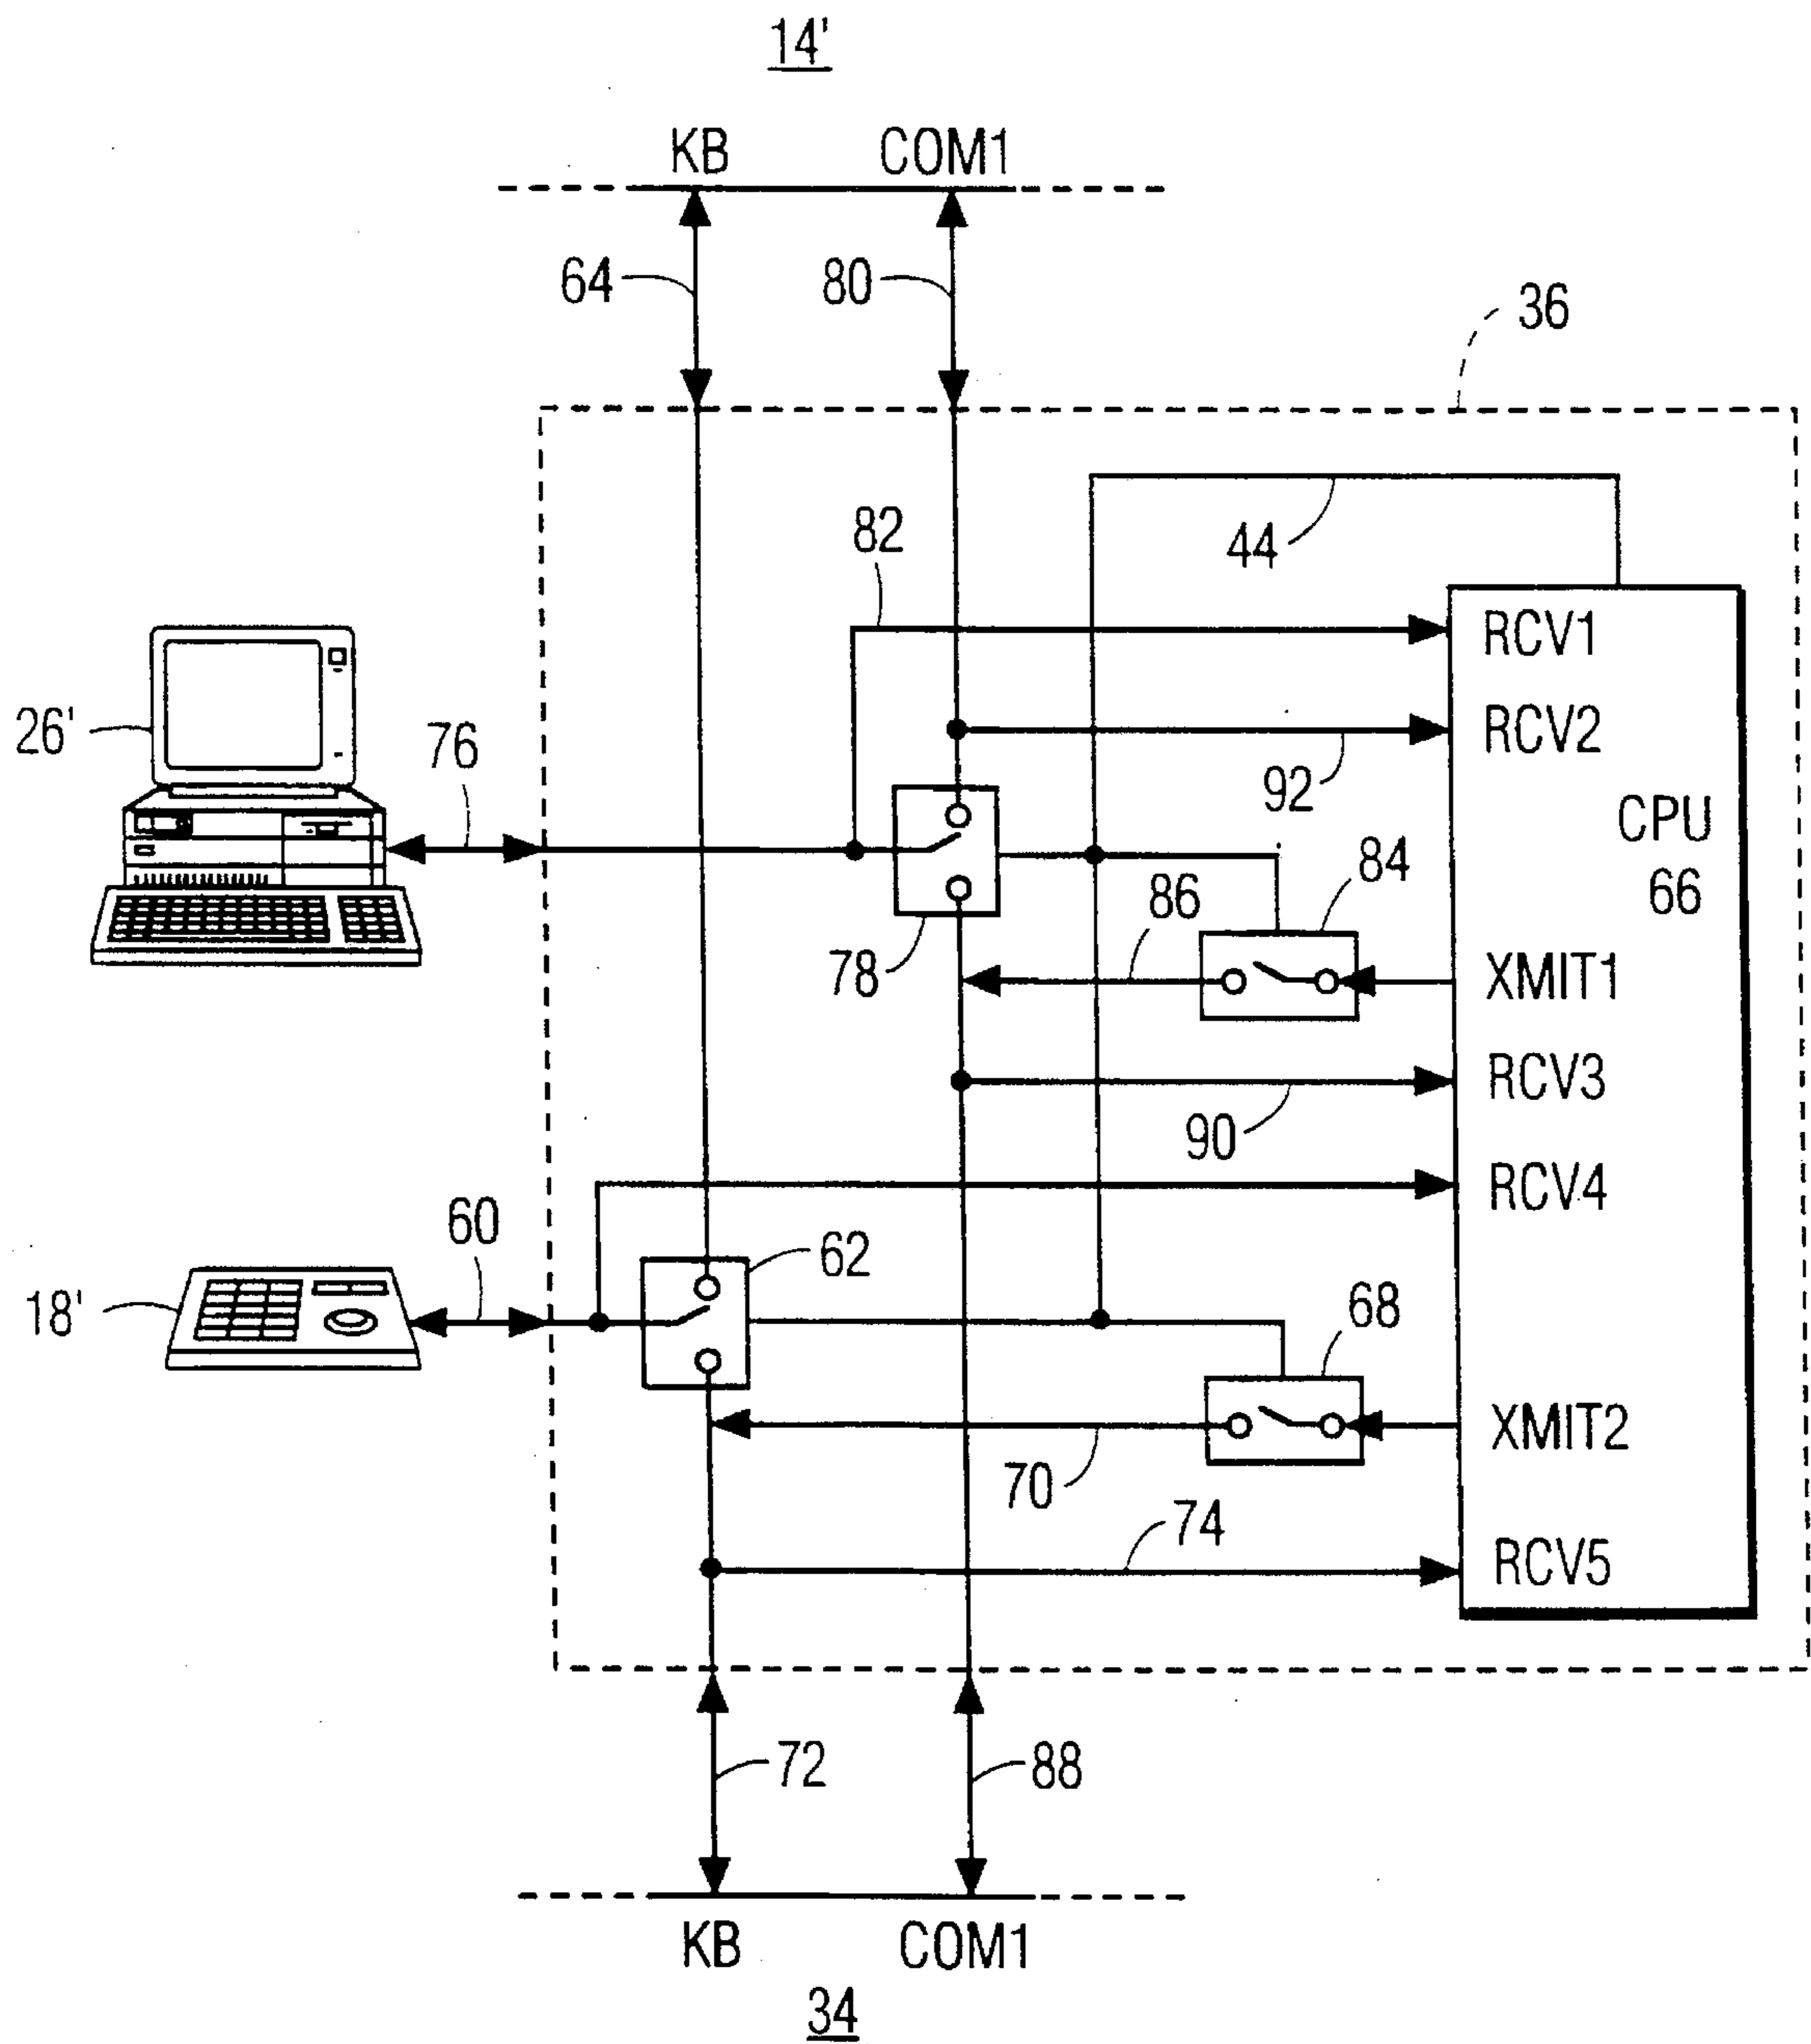 14'
KB COM1
64 80
36
82 44
RCV1
26' 76
RCV2
92
CPU
66
84
86
78
XMIT1
RCV3
90
RCV4
60 62
18'
68
XMIT2
70 74
RCV5
72 88
KB COM1
34